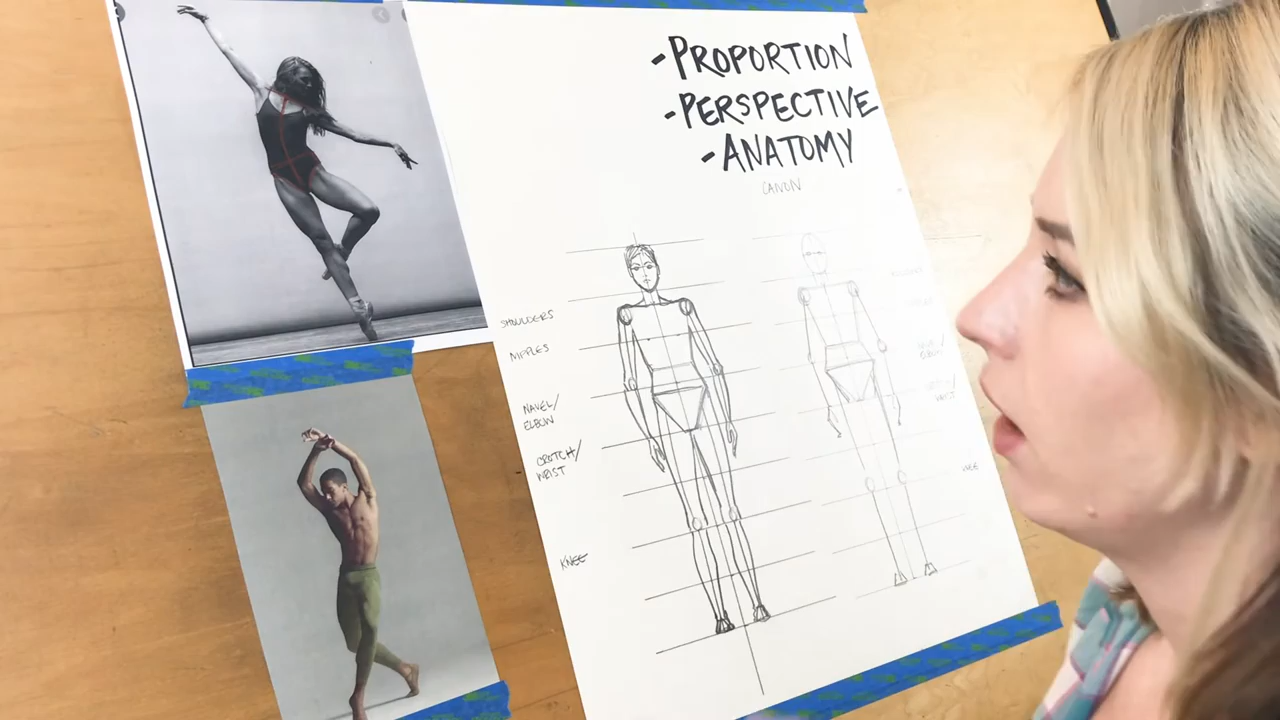 -PROPORTION
-PERSPECTIVE
-ANATOMY
CANON
SHOULDERS
NIPPLES
NAVEL/
ELBOW
CROTCH/
WRIST
KNEE